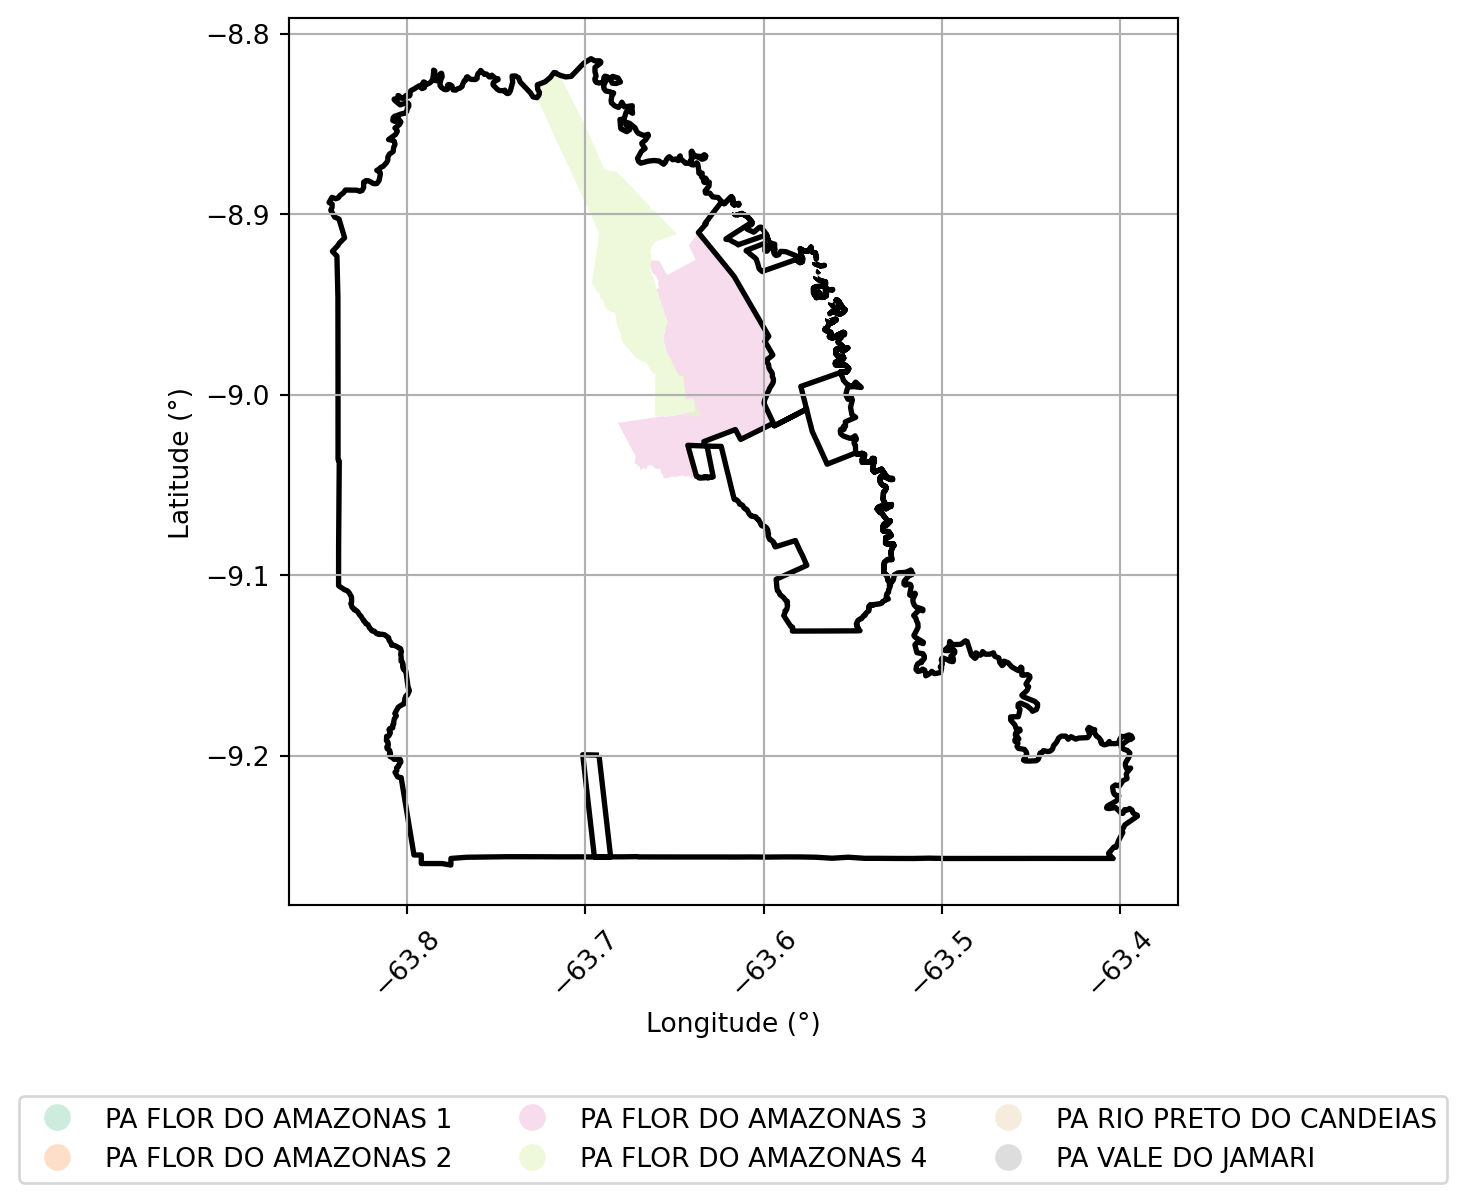 −8.8
−8.9
−9.0
−9.1
−9.2
Latitude (°)
−63.8
−63.7
−63.6
−63.5
−63.4
Longitude (°)
PA FLOR DO AMAZONAS 1
PA FLOR DO AMAZONAS 2
PA FLOR DO AMAZONAS 3
PA FLOR DO AMAZONAS 4
PA RIO PRETO DO CANDEIAS
PA VALE DO JAMARI